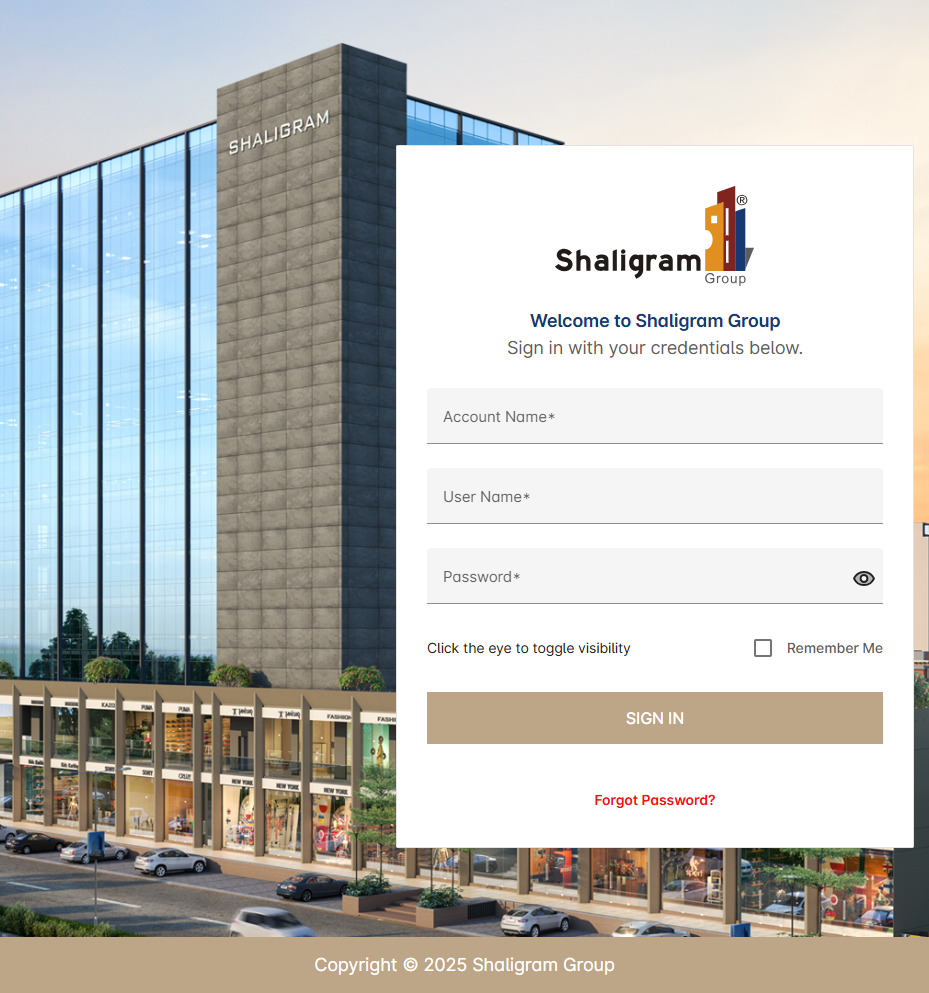 SHALIGRAM
Shaligram
®
Group
Welcome to Shaligram Group
Sign in with your credentials below.
Account Name*
User Name*
Password*
Click the eye to toggle visibility
Remember Me
SIGN IN
Forgot Password?
FASHION
FASHION
NEW YORK
NEW YORK
NEW YORK
Copyright © 2025 Shaligram Group